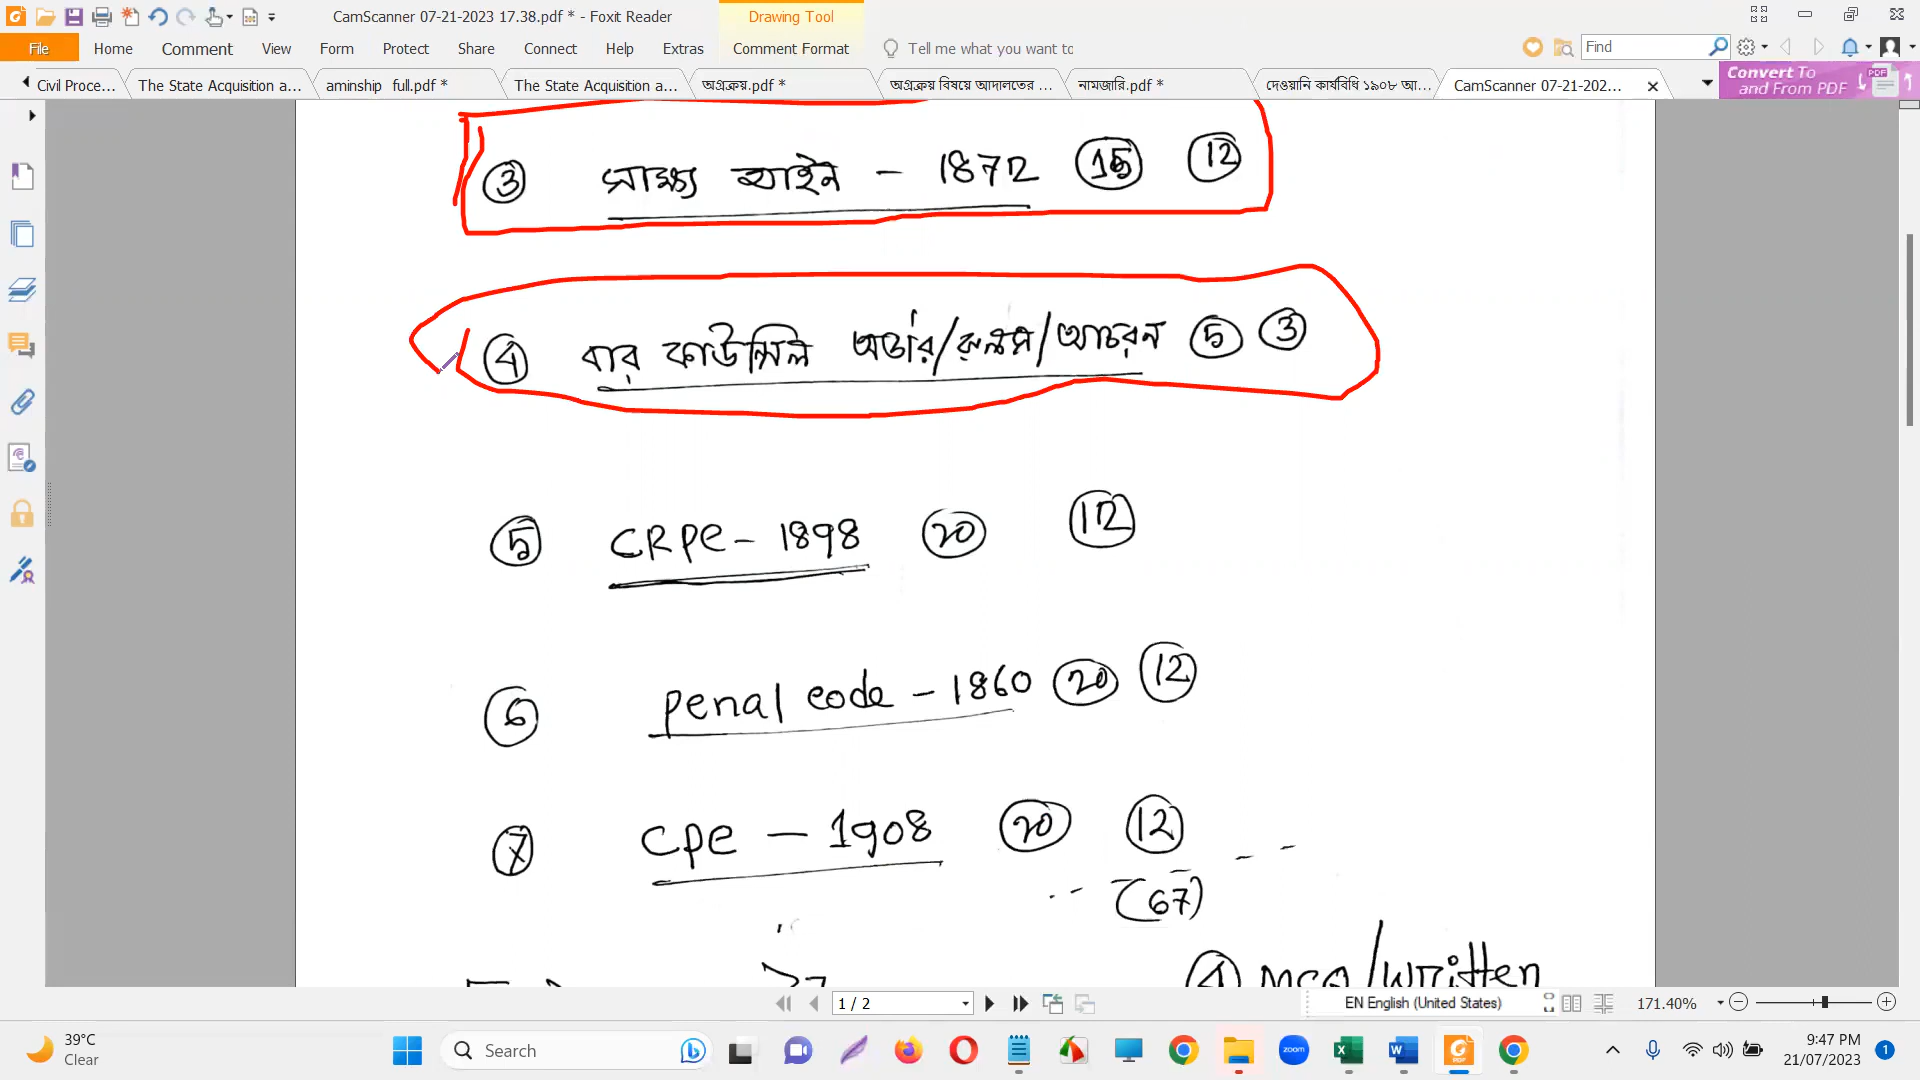 CamScanner 07-21-2023 17.38.pdf * - Foxit Reader
Drawing Tool
File Home Comment View Form Protect Share Connect Help Extras Comment Format Tell me what you want to Find
Civil Proce... The State Acquisition a... aminship full.pdf * The State Acquisition a... অগ্রক্রয়.pdf * অগ্রক্রয় বিষয়ে আদালতের ... নামজারি.pdf * দেওয়ানি কার্যবিধি ১৯০৮ আ... CamScanner 07-21-202...
Convert To
and From PDF
3 সাক্ষ্য আইন - 1872 15 12
4 বার কাউন্সিল অর্ডার/রুলস/আচরন 5 3
5 CRPC - 1898 20 12
6 penal code - 1860 20 12
7 CPC - 1908 20 12
(67)
4 MCQ/written
1 / 2 EN English (United States) 171.40%
39°C
Clear
Search
zoom
9:47 PM
21/07/2023
1